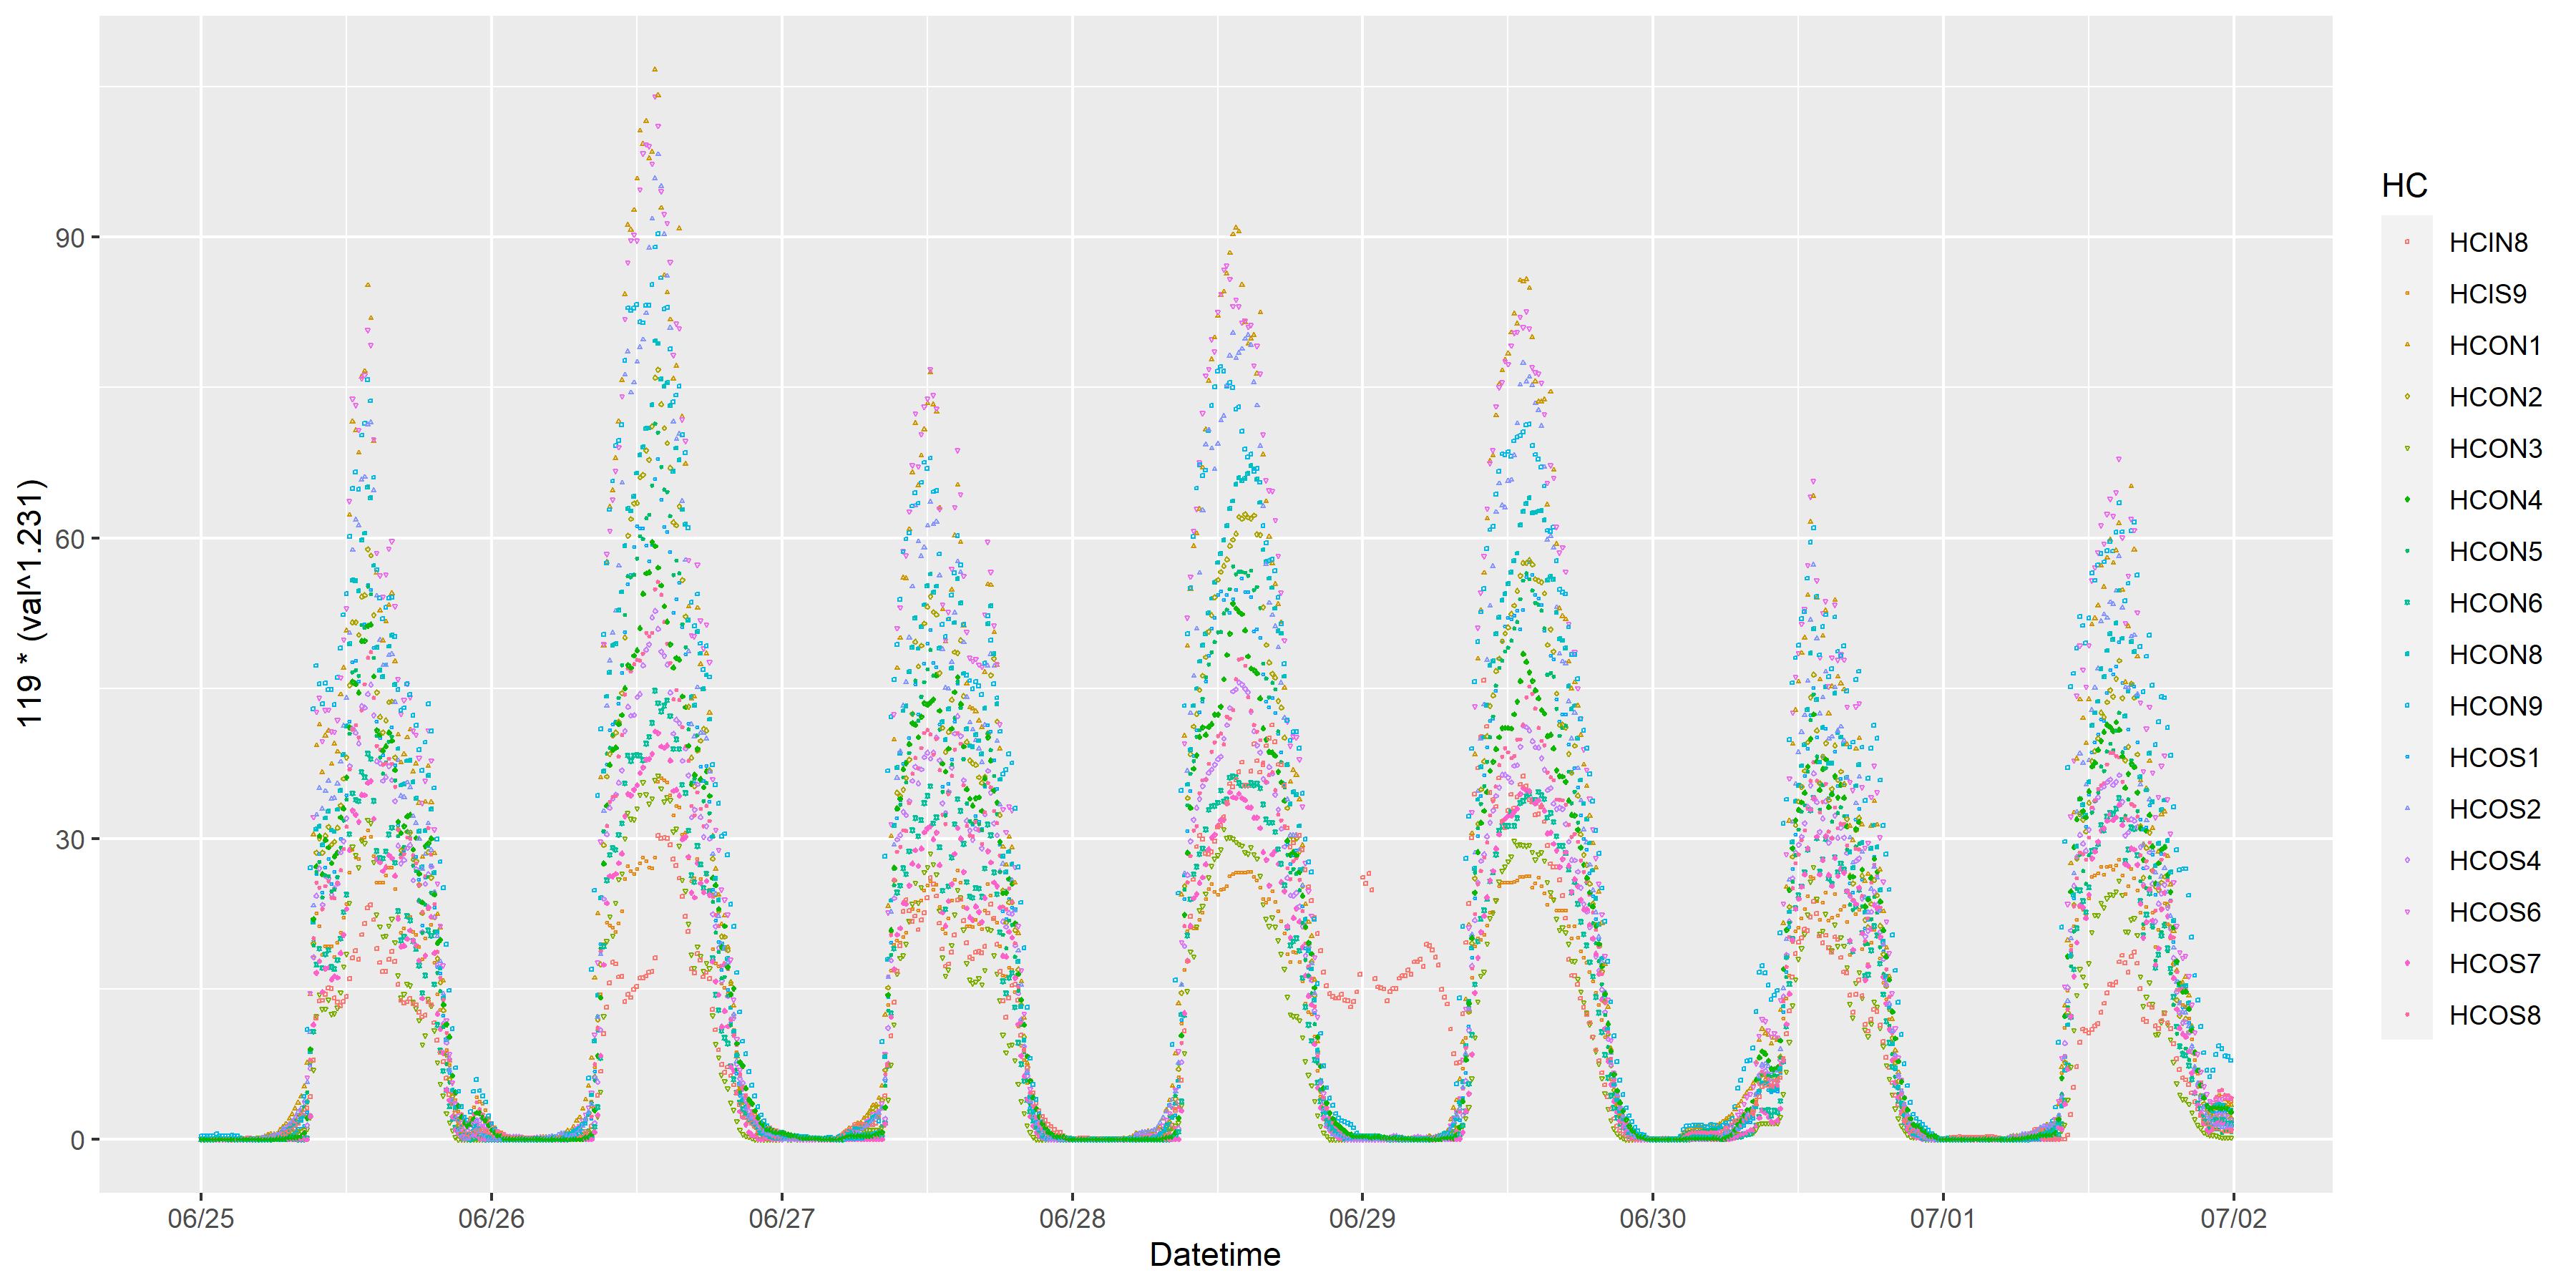 119 * (val^1.231)
90
60
30
0
06/25
06/26
06/27
06/28
06/29
06/30
07/01
07/02
Datetime
HC
HCIN8
HCIS9
HCON1
HCON2
HCON3
HCON4
HCON5
HCON6
HCON8
HCON9
HCOS1
HCOS2
HCOS4
HCOS6
HCOS7
HCOS8